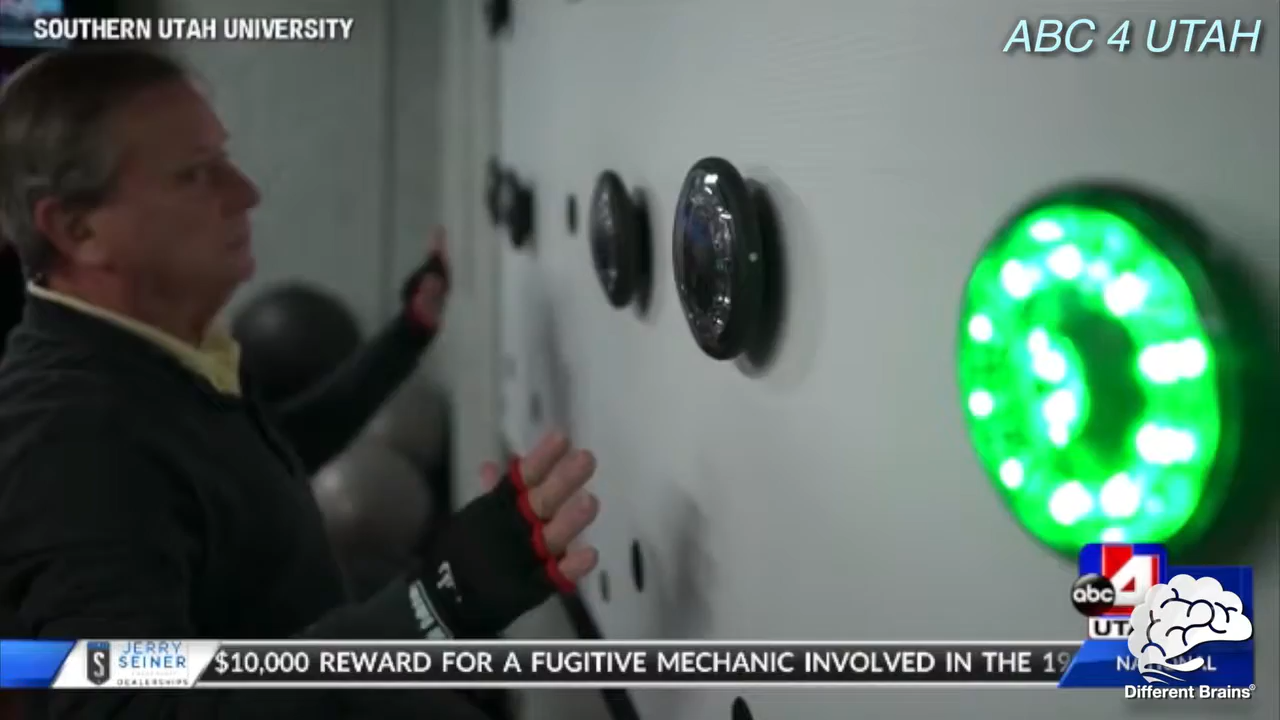 SOUTHERN UTAH UNIVERSITY
ABC 4 UTAH
abc 4
JERRY
SEINER
DEALERSHIPS
$10,000 REWARD FOR A FUGITIVE MECHANIC INVOLVED IN THE 19
Different Brains®